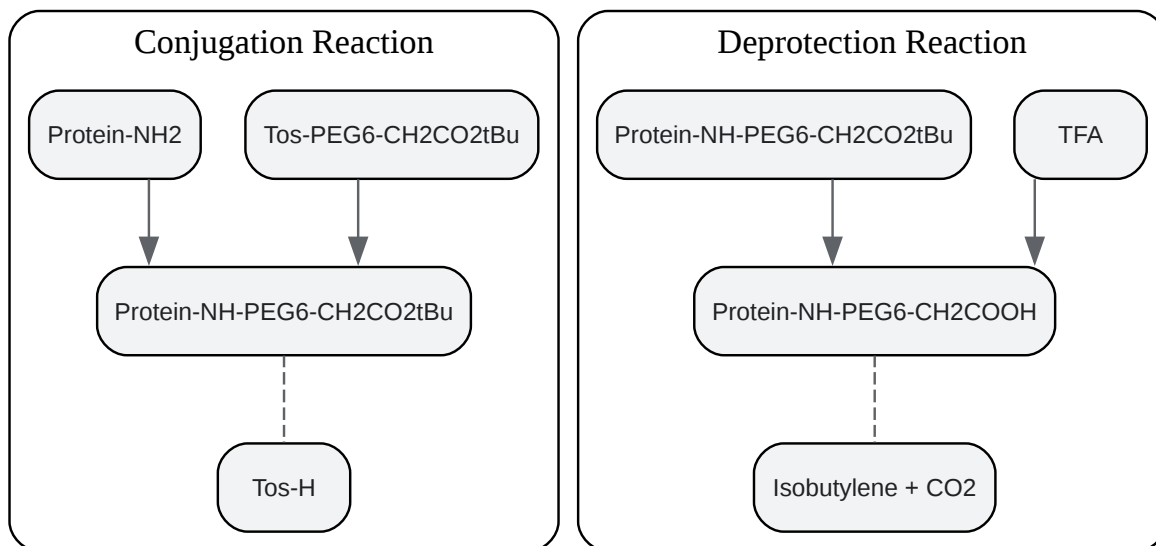 Conjugation Reaction
Protein-NH2
Tos-PEG6-CH2CO2tBu
Protein-NH-PEG6-CH2CO2tBu
Tos-H
Deprotection Reaction
Protein-NH-PEG6-CH2CO2tBu
TFA
Protein-NH-PEG6-CH2COOH
Isobutylene + CO2